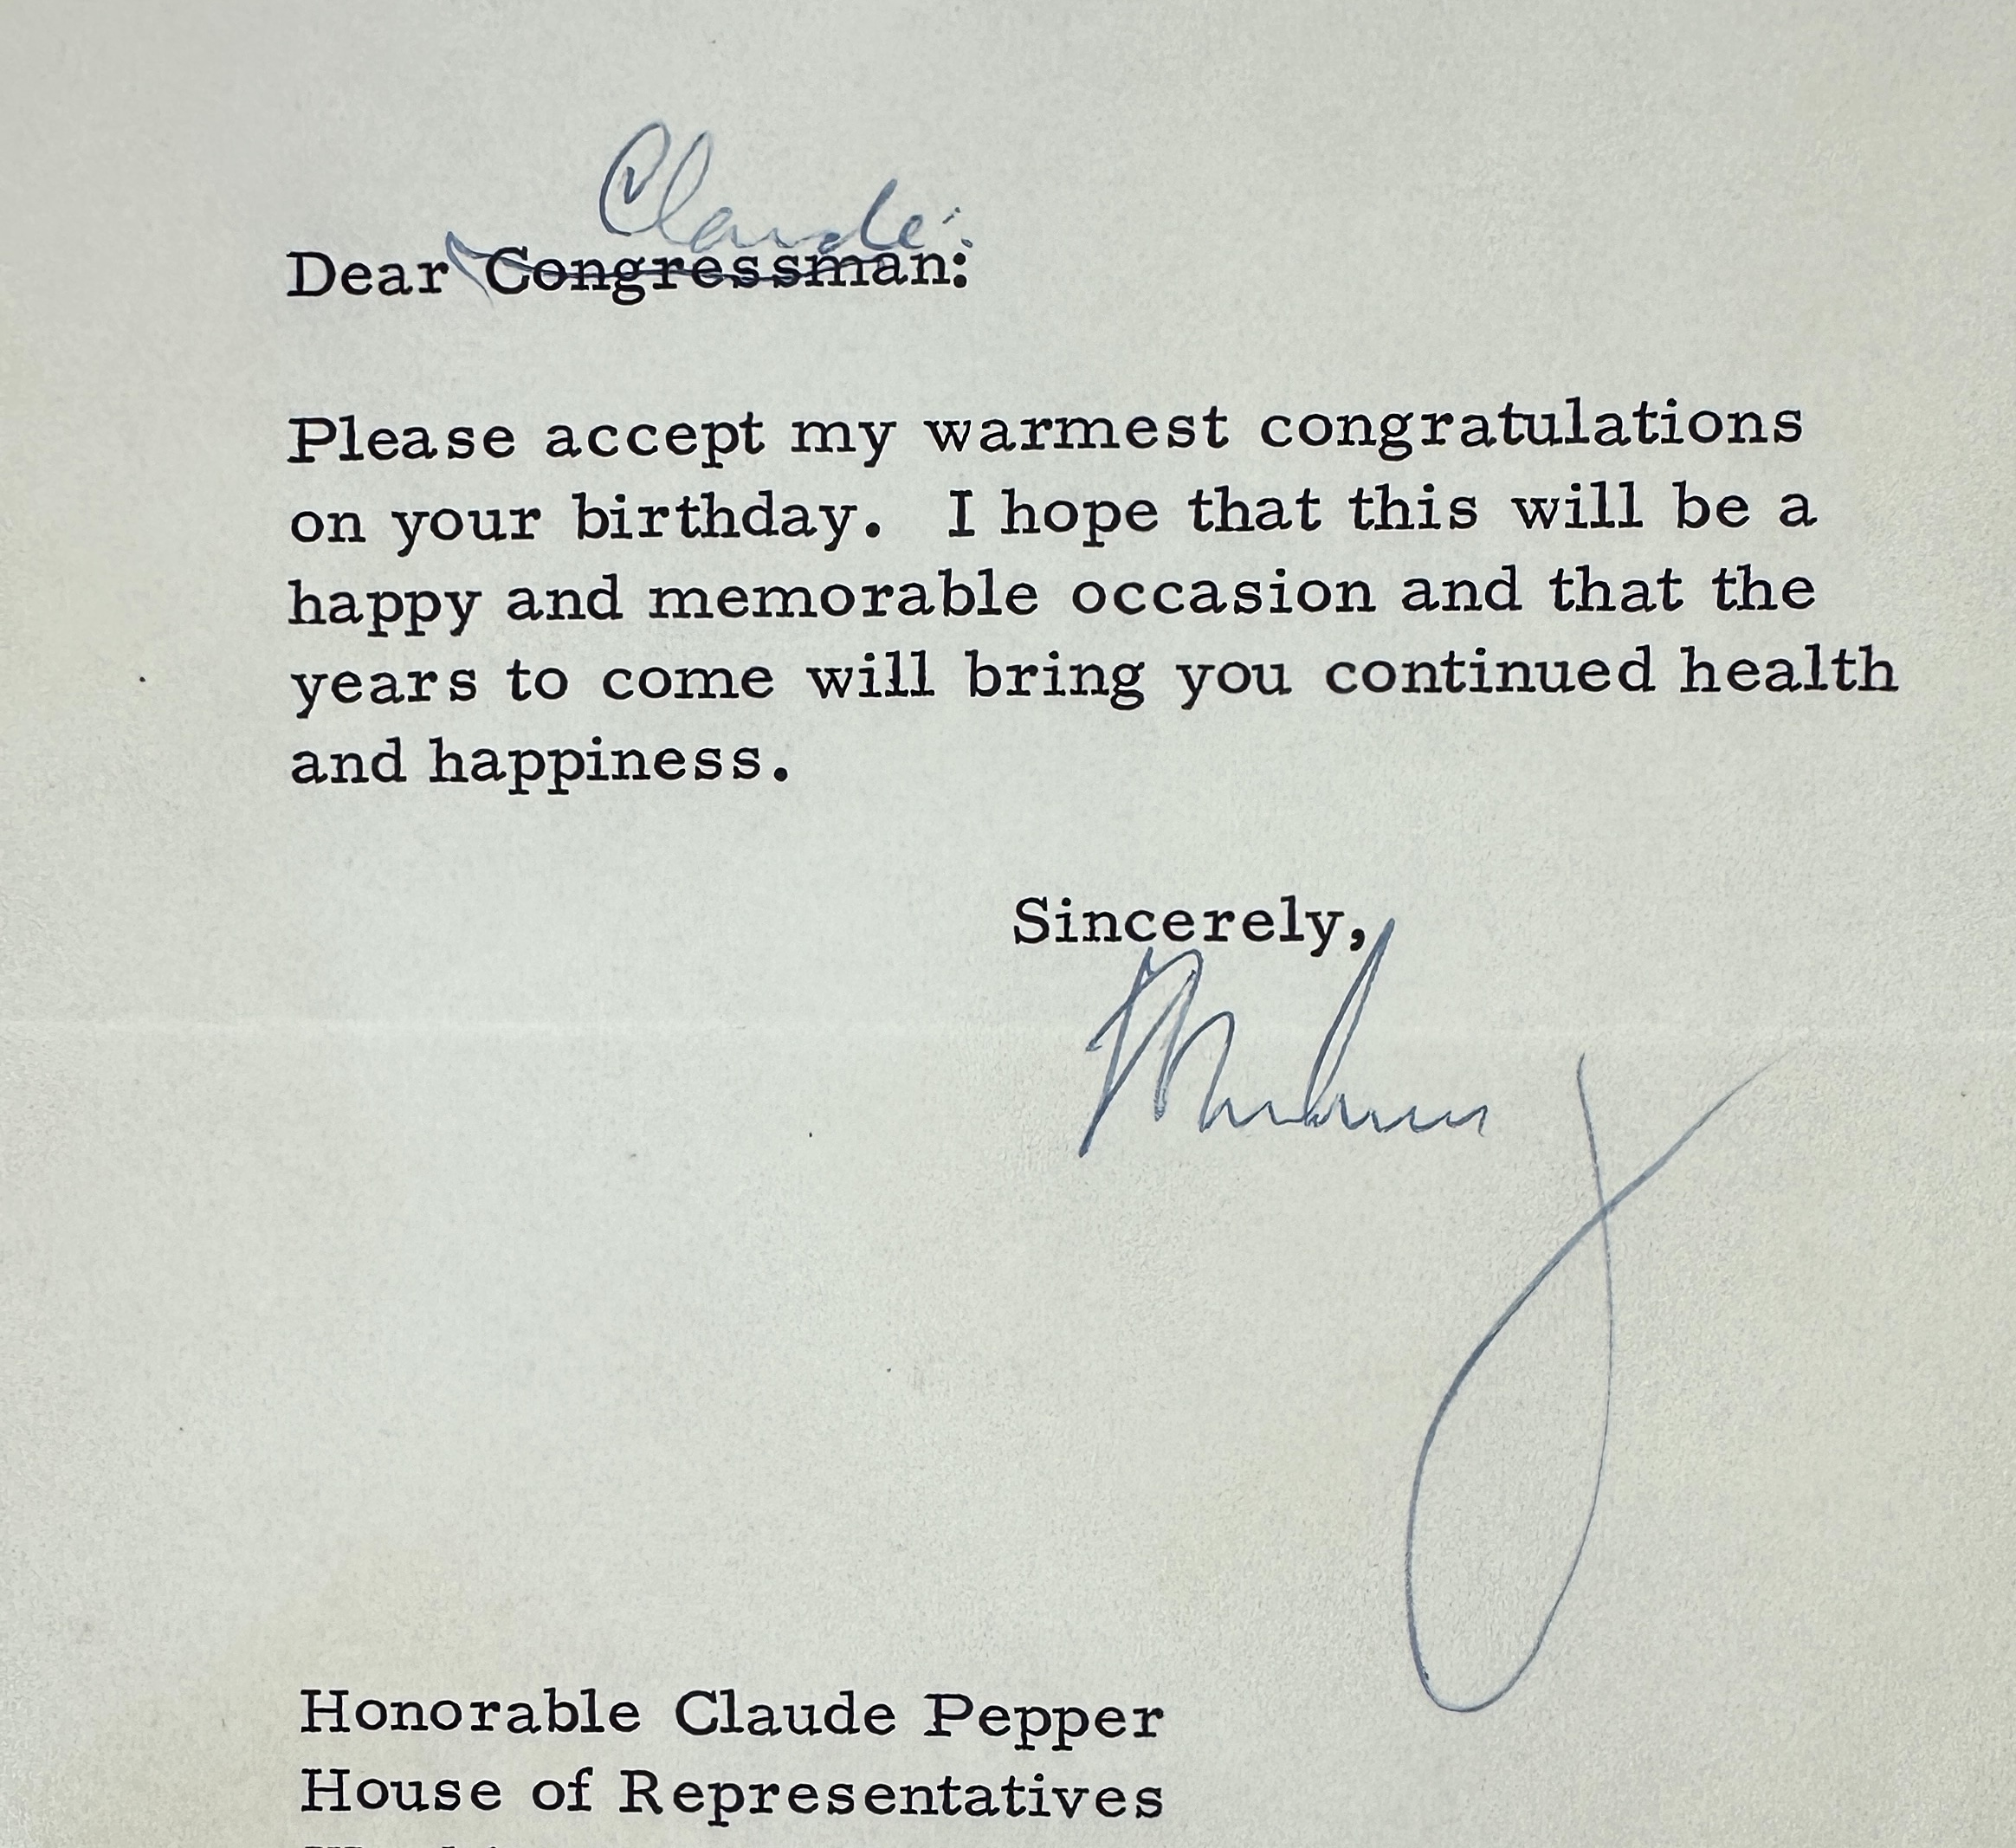 Claude:
Dear Congressman:
Please accept my warmest congratulations
on your birthday.  I hope that this will be a
happy and memorable occasion and that the
years to come will bring you continued health
and happiness.
Sincerely,
Honorable Claude Pepper
House of Representatives